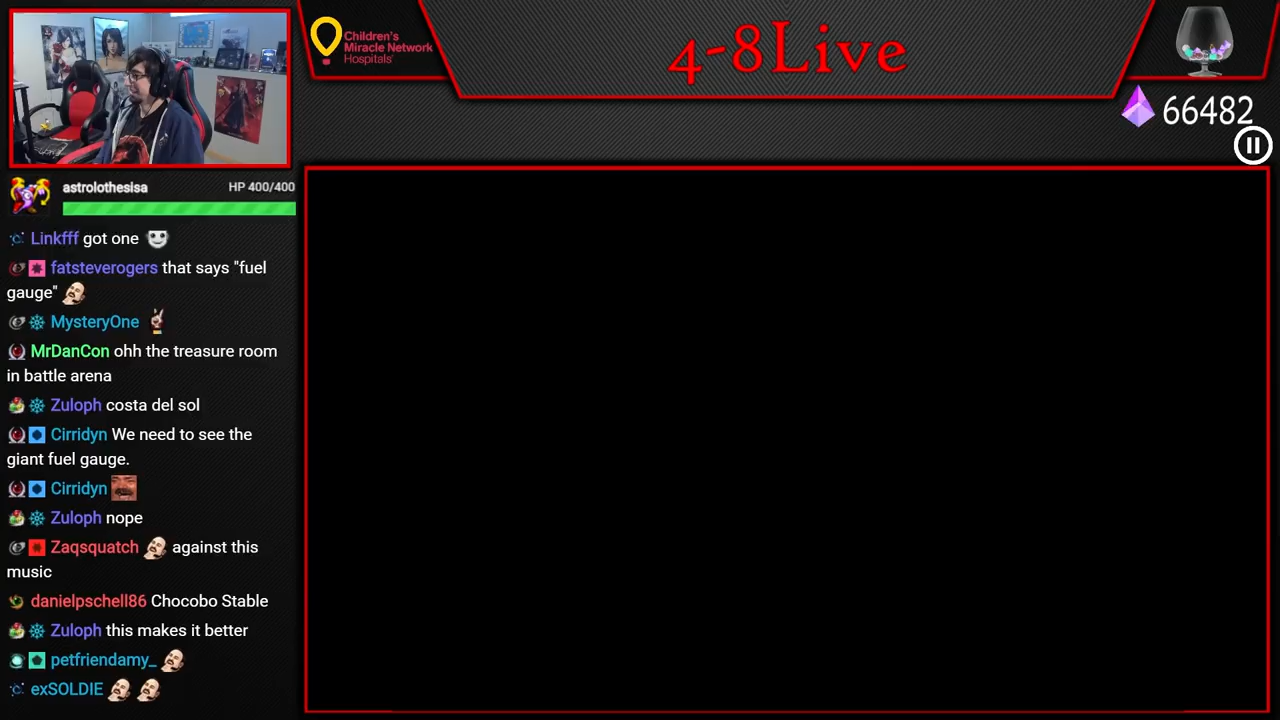 Children's
Miracle Network
Hospitals
4-8Live
66482
astrolothesisa HP 400/400
Linkfff got one
fatsteverogers that says "fuel
gauge"
MysteryOne
MrDanCon ohh the treasure room
in battle arena
Zuloph costa del sol
Cirridyn We need to see the
giant fuel gauge.
Cirridyn
Zuloph nope
Zaqsquatch against this
music
danielpschell86 Chocobo Stable
Zuloph this makes it better
petfriendamy_
exSOLDIE